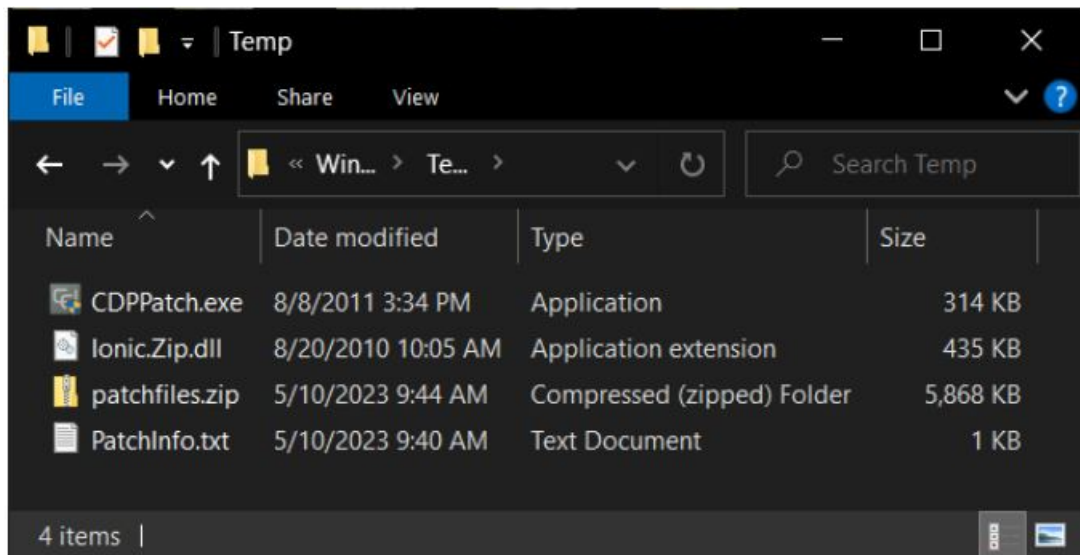 Temp
File Home Share View ?
« Win... > Te... > Search Temp
Name Date modified Type Size
CDPPatch.exe 8/8/2011 3:34 PM Application 314 KB
Ionic.Zip.dll 8/20/2010 10:05 AM Application extension 435 KB
patchfiles.zip 5/10/2023 9:44 AM Compressed (zipped) Folder 5,868 KB
PatchInfo.txt 5/10/2023 9:40 AM Text Document 1 KB
4 items